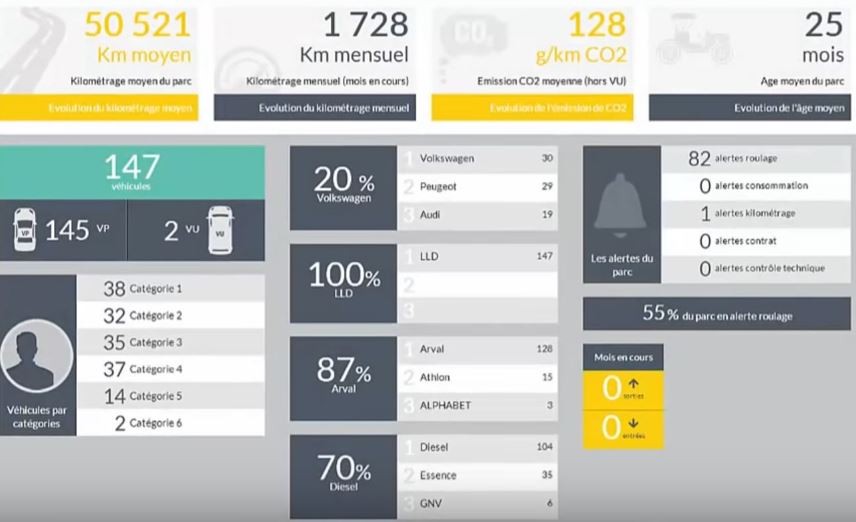 50 521
Km moyen
Kilométrage moyen du parc
Evolution du kilométrage moyen
1 728
Km mensuel
Kilométrage mensuel (mois en cours)
Evolution du kilométrage mensuel
CO2
128
g/km CO2
Emission CO2 moyenne (hors VU)
Evolution de l'émission de CO2
25
mois
Age moyen du parc
Evolution de l'âge moyen
147
véhicules
VP 145 VP
2 VU VU
Véhicules par
catégories
38 Catégorie 1
32 Catégorie 2
35 Catégorie 3
37 Catégorie 4
14 Catégorie 5
2 Catégorie 6
20 %
Volkswagen
1 Volkswagen 30
2 Peugeot 29
3 Audi 19
100%
LLD
1 LLD 147
2
3
87%
Arval
1 Arval 128
2 Athlon 15
3 ALPHABET 3
70%
Diesel
1 Diesel 104
2 Essence 35
3 GNV 6
Les alertes du
parc
82 alertes roulage
0 alertes consommation
1 alertes kilométrage
0 alertes contrat
0 alertes contrôle technique
55% du parc en alerte roulage
Mois en cours
0 sorties
0 entrées